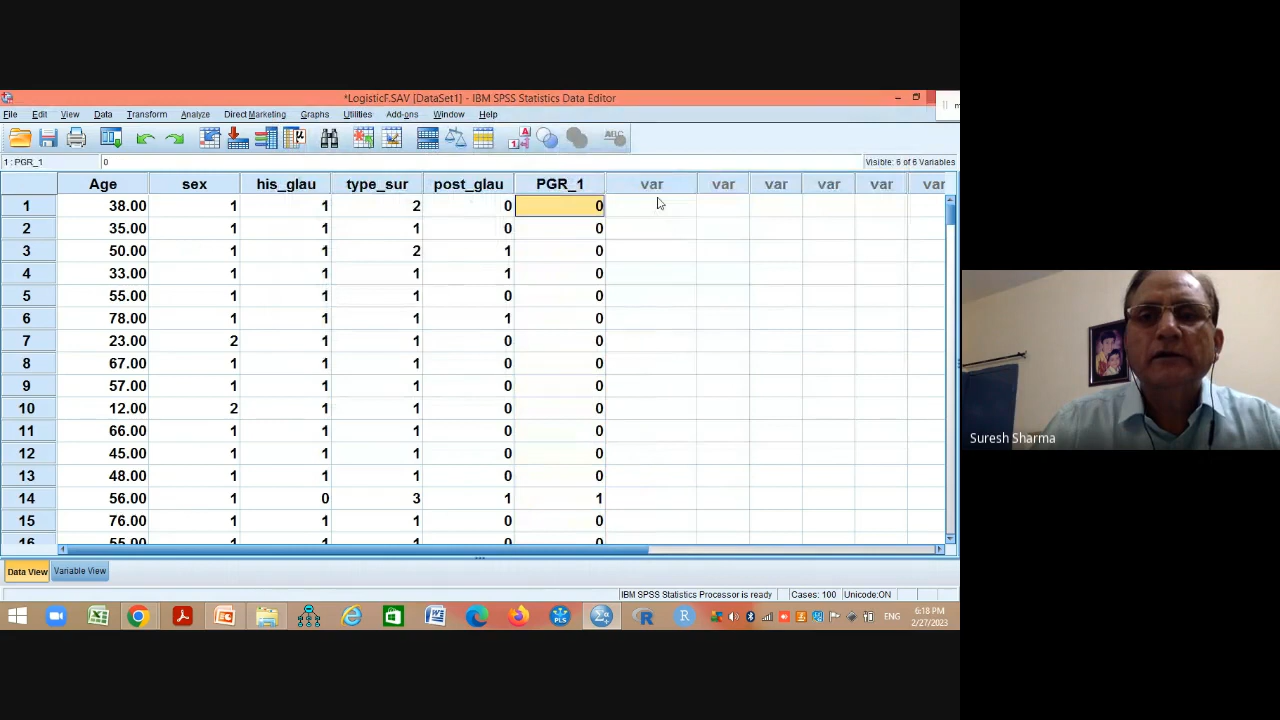 *LogisticF.SAV [DataSet1] - IBM SPSS Statistics Data Editor
File Edit View Data Transform Analyze Direct Marketing Graphs Utilities Add-ons Window Help
1 : PGR_1 0 Visible: 6 of 6 Variables
Age sex his_glau type_sur post_glau PGR_1 var var var var var var
1 38.00 1 1 2 0 0
2 35.00 1 1 1 0 0
3 50.00 1 1 2 1 0
4 33.00 1 1 1 1 0
5 55.00 1 1 1 0 0
6 78.00 1 1 1 1 0
7 23.00 2 1 1 0 0
8 67.00 1 1 1 0 0
9 57.00 1 1 1 0 0
10 12.00 2 1 1 0 0
11 66.00 1 1 1 0 0
12 45.00 1 1 1 0 0
13 48.00 1 1 1 0 0
14 56.00 1 0 3 1 1
15 76.00 1 1 1 0 0
16 55.00 1 1 1 0 0
Data View Variable View
IBM SPSS Statistics Processor is ready Cases: 100 Unicode:ON
PLS R R ENG 6:18 PM
2/27/2023
Suresh Sharma